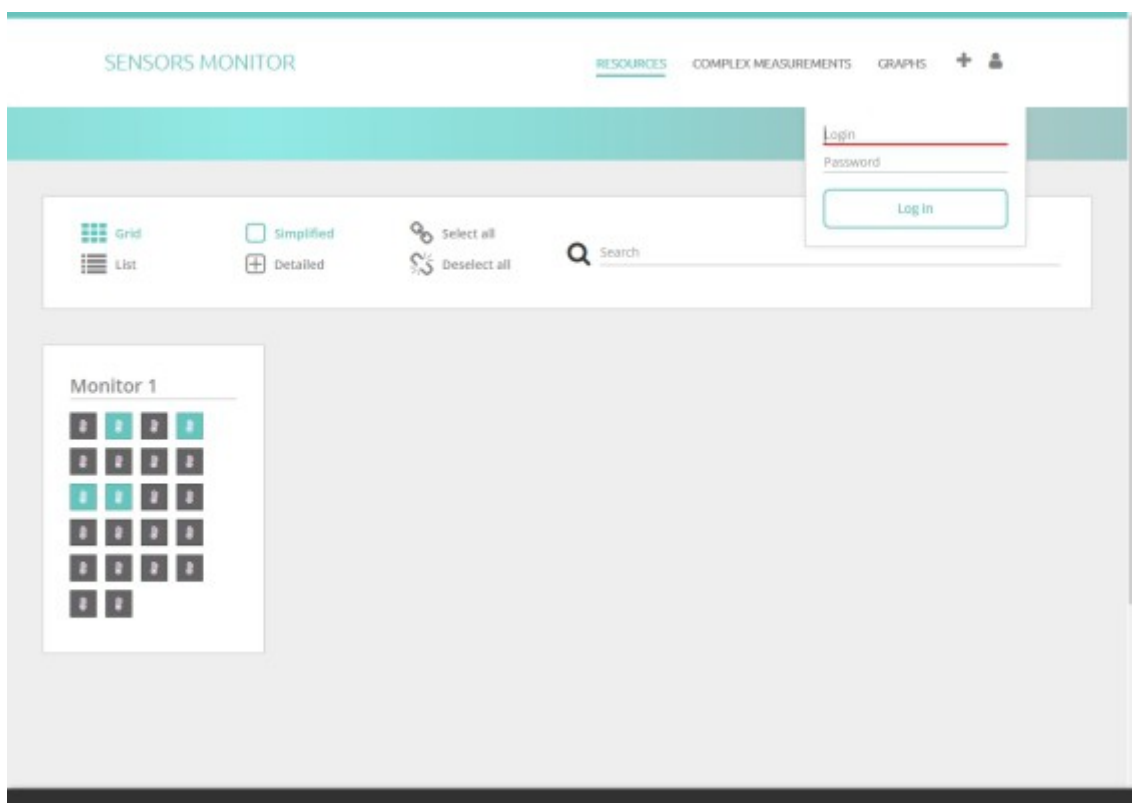 SENSORS MONITOR
RESOURCES COMPLEX MEASUREMENTS GRAPHS
Login
Password
Log in
Grid Simplified Select all
List Detailed Deselect all
Search
Monitor 1